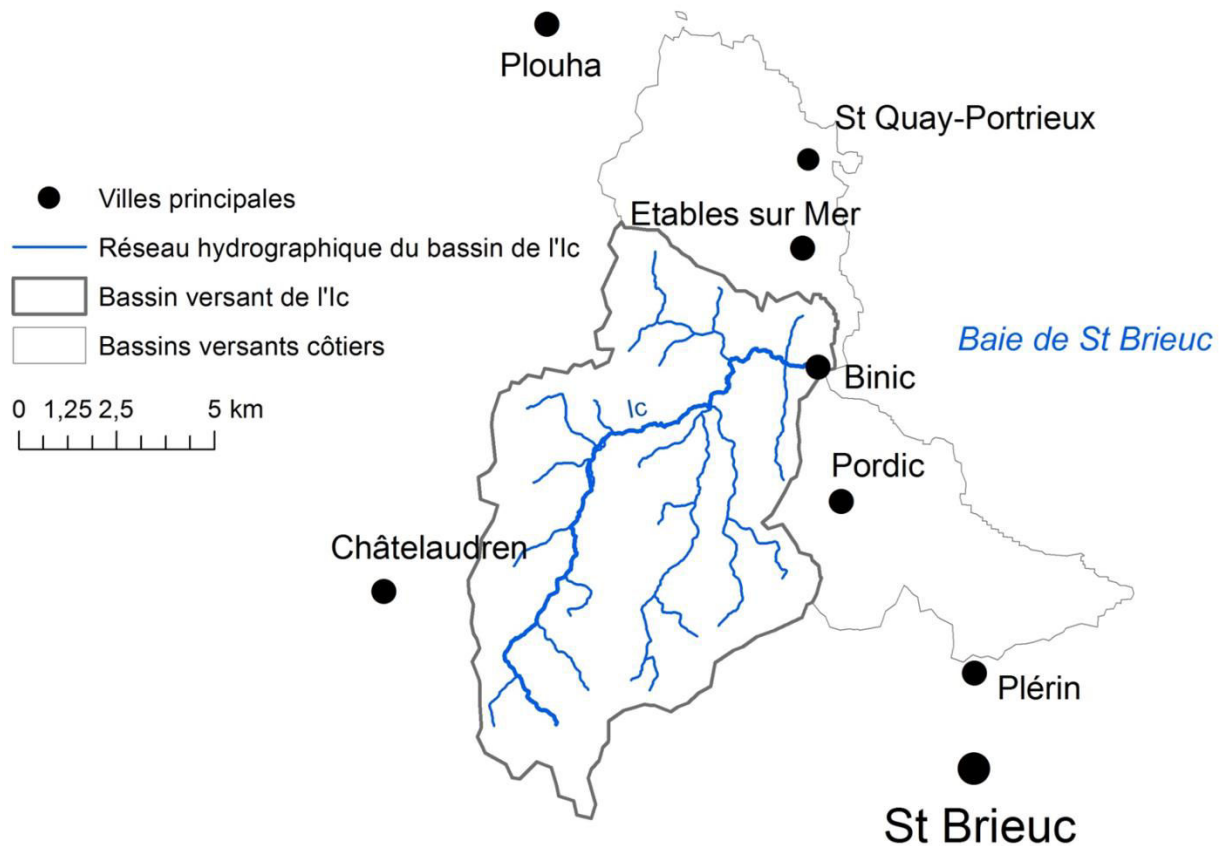 Plouha
St Quay-Portrieux
Villes principales
Etables sur Mer
Réseau hydrographique du bassin de l'Ic
Bassin versant de l'Ic
Bassins versants côtiers
Baie de St Brieuc
Binic
0 1,25 2,5 5 km
Ic
Pordic
Châtelaudren
Plérin
St Brieuc